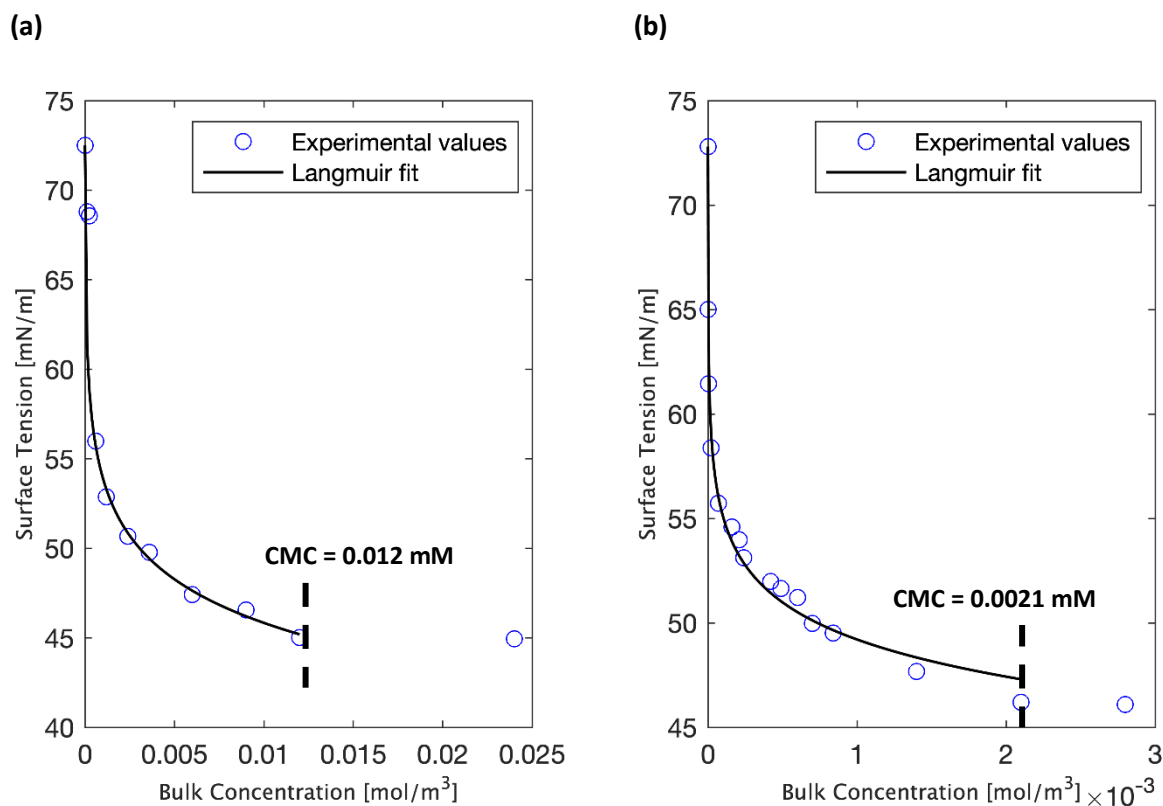 (a)
75
70
65
60
55
50
45
40
0
0.005
0.01
0.015
0.02
0.025
Surface Tension [mN/m]
Bulk Concentration [mol/m³]
Experimental values
Langmuir fit
CMC = 0.012 mM
(b)
75
70
65
60
55
50
45
0
1
2
3
×10⁻³
Surface Tension [mN/m]
Bulk Concentration [mol/m³]
Experimental values
Langmuir fit
CMC = 0.0021 mM